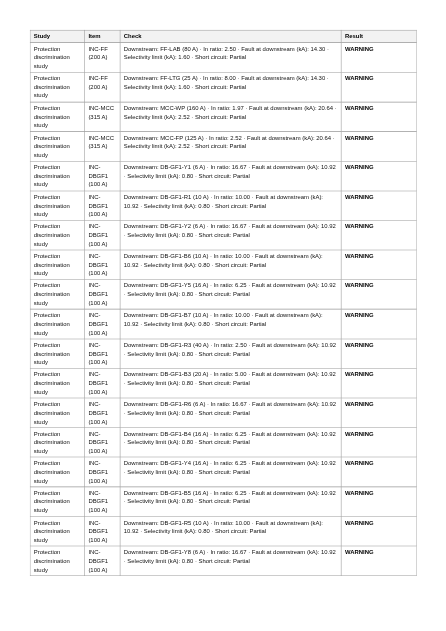 Study Item Check Result
Protection discrimination study INC-FF (200 A) Downstream: FF-LAB (80 A) · In ratio: 2.50 · Fault at downstream (kA): 14.30 · Selectivity limit (kA): 1.60 · Short circuit: Partial WARNING
Protection discrimination study INC-FF (200 A) Downstream: FF-LTG (25 A) · In ratio: 8.00 · Fault at downstream (kA): 14.30 · Selectivity limit (kA): 1.60 · Short circuit: Partial WARNING
Protection discrimination study INC-MCC (315 A) Downstream: MCC-WP (160 A) · In ratio: 1.97 · Fault at downstream (kA): 20.64 · Selectivity limit (kA): 2.52 · Short circuit: Partial WARNING
Protection discrimination study INC-MCC (315 A) Downstream: MCC-FP (125 A) · In ratio: 2.52 · Fault at downstream (kA): 20.64 · Selectivity limit (kA): 2.52 · Short circuit: Partial WARNING
Protection discrimination study INC-DBGF1 (100 A) Downstream: DB-GF1-Y1 (6 A) · In ratio: 16.67 · Fault at downstream (kA): 10.92 · Selectivity limit (kA): 0.80 · Short circuit: Partial WARNING
Protection discrimination study INC-DBGF1 (100 A) Downstream: DB-GF1-R1 (10 A) · In ratio: 10.00 · Fault at downstream (kA): 10.92 · Selectivity limit (kA): 0.80 · Short circuit: Partial WARNING
Protection discrimination study INC-DBGF1 (100 A) Downstream: DB-GF1-Y2 (6 A) · In ratio: 16.67 · Fault at downstream (kA): 10.92 · Selectivity limit (kA): 0.80 · Short circuit: Partial WARNING
Protection discrimination study INC-DBGF1 (100 A) Downstream: DB-GF1-B6 (10 A) · In ratio: 10.00 · Fault at downstream (kA): 10.92 · Selectivity limit (kA): 0.80 · Short circuit: Partial WARNING
Protection discrimination study INC-DBGF1 (100 A) Downstream: DB-GF1-Y5 (16 A) · In ratio: 6.25 · Fault at downstream (kA): 10.92 · Selectivity limit (kA): 0.80 · Short circuit: Partial WARNING
Protection discrimination study INC-DBGF1 (100 A) Downstream: DB-GF1-B7 (10 A) · In ratio: 10.00 · Fault at downstream (kA): 10.92 · Selectivity limit (kA): 0.80 · Short circuit: Partial WARNING
Protection discrimination study INC-DBGF1 (100 A) Downstream: DB-GF1-R3 (40 A) · In ratio: 2.50 · Fault at downstream (kA): 10.92 · Selectivity limit (kA): 0.80 · Short circuit: Partial WARNING
Protection discrimination study INC-DBGF1 (100 A) Downstream: DB-GF1-B3 (20 A) · In ratio: 5.00 · Fault at downstream (kA): 10.92 · Selectivity limit (kA): 0.80 · Short circuit: Partial WARNING
Protection discrimination study INC-DBGF1 (100 A) Downstream: DB-GF1-R6 (6 A) · In ratio: 16.67 · Fault at downstream (kA): 10.92 · Selectivity limit (kA): 0.80 · Short circuit: Partial WARNING
Protection discrimination study INC-DBGF1 (100 A) Downstream: DB-GF1-B4 (16 A) · In ratio: 6.25 · Fault at downstream (kA): 10.92 · Selectivity limit (kA): 0.80 · Short circuit: Partial WARNING
Protection discrimination study INC-DBGF1 (100 A) Downstream: DB-GF1-Y4 (16 A) · In ratio: 6.25 · Fault at downstream (kA): 10.92 · Selectivity limit (kA): 0.80 · Short circuit: Partial WARNING
Protection discrimination study INC-DBGF1 (100 A) Downstream: DB-GF1-B5 (16 A) · In ratio: 6.25 · Fault at downstream (kA): 10.92 · Selectivity limit (kA): 0.80 · Short circuit: Partial WARNING
Protection discrimination study INC-DBGF1 (100 A) Downstream: DB-GF1-R5 (10 A) · In ratio: 10.00 · Fault at downstream (kA): 10.92 · Selectivity limit (kA): 0.80 · Short circuit: Partial WARNING
Protection discrimination study INC-DBGF1 (100 A) Downstream: DB-GF1-Y8 (6 A) · In ratio: 16.67 · Fault at downstream (kA): 10.92 · Selectivity limit (kA): 0.80 · Short circuit: Partial WARNING